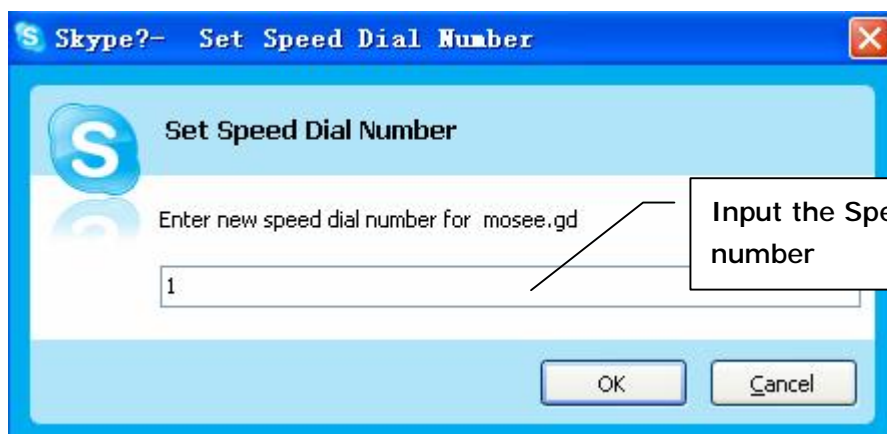 Skype?- Set Speed Dial Number
Set Speed Dial Number
Enter new speed dial number for mosee.gd
Input the Spe
number
1
OK
Cancel